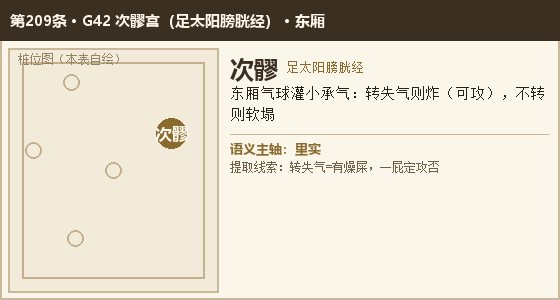 第209条・G42 次髎宫（足太阳膀胱经）・东厢
桩位图（本表自绘）
次髎
次髎 足太阳膀胱经
东厢气球灌小承气：转失气则炸（可攻），不转
则软塌
语义主轴：里实
提取线索：转失气=有燥屎，一屁定攻否